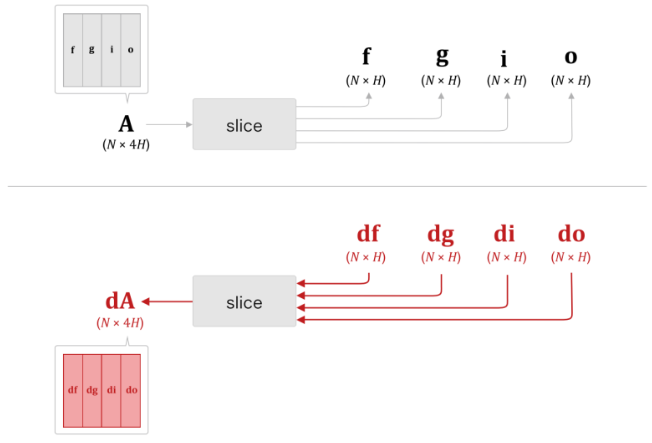 f g i o
f g i o
(N × H) (N × H) (N × H) (N × H)
A
(N × 4H)
slice
df dg di do
(N × H) (N × H) (N × H) (N × H)
dA
(N × 4H)
slice
df dg di do